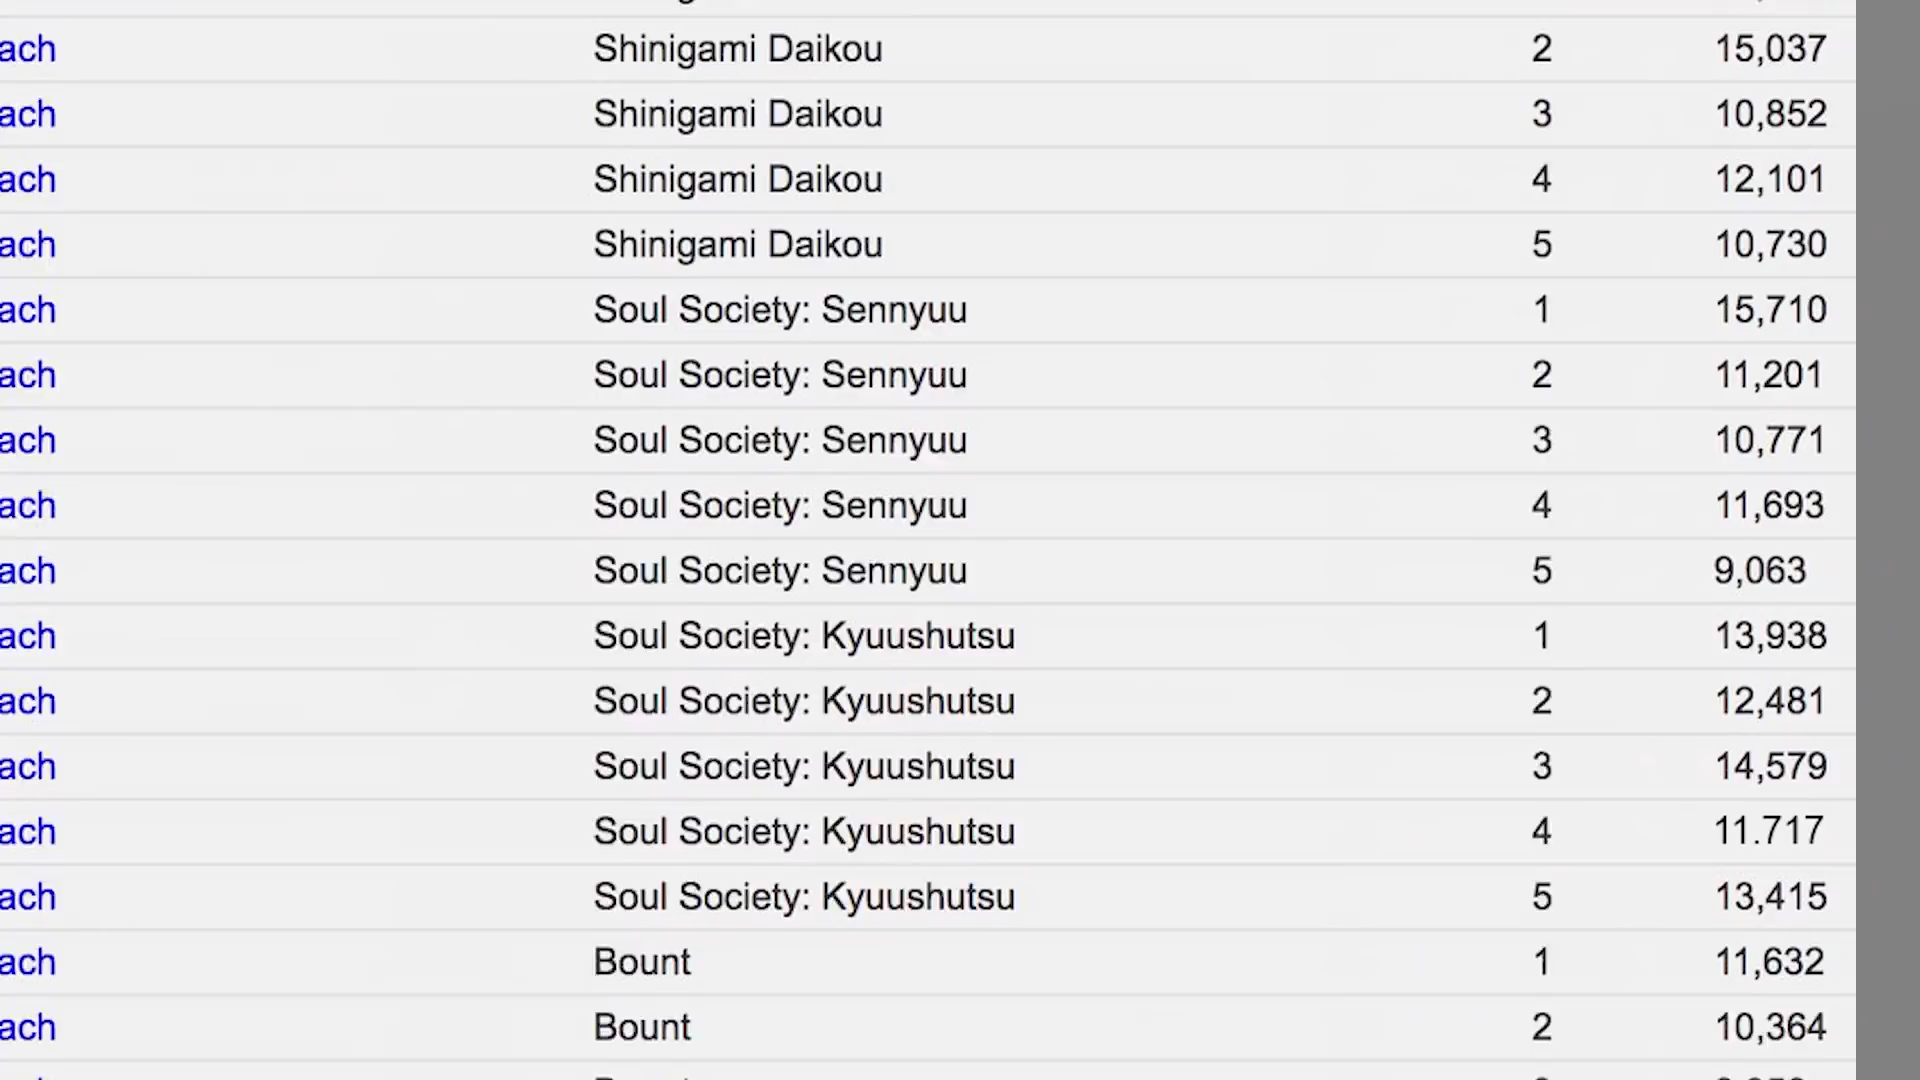 ach Shinigami Daikou 2 15,037
ach Shinigami Daikou 3 10,852
ach Shinigami Daikou 4 12,101
ach Shinigami Daikou 5 10,730
ach Soul Society: Sennyuu 1 15,710
ach Soul Society: Sennyuu 2 11,201
ach Soul Society: Sennyuu 3 10,771
ach Soul Society: Sennyuu 4 11,693
ach Soul Society: Sennyuu 5 9,063
ach Soul Society: Kyuushutsu 1 13,938
ach Soul Society: Kyuushutsu 2 12,481
ach Soul Society: Kyuushutsu 3 14,579
ach Soul Society: Kyuushutsu 4 11.717
ach Soul Society: Kyuushutsu 5 13,415
ach Bount 1 11,632
ach Bount 2 10,364